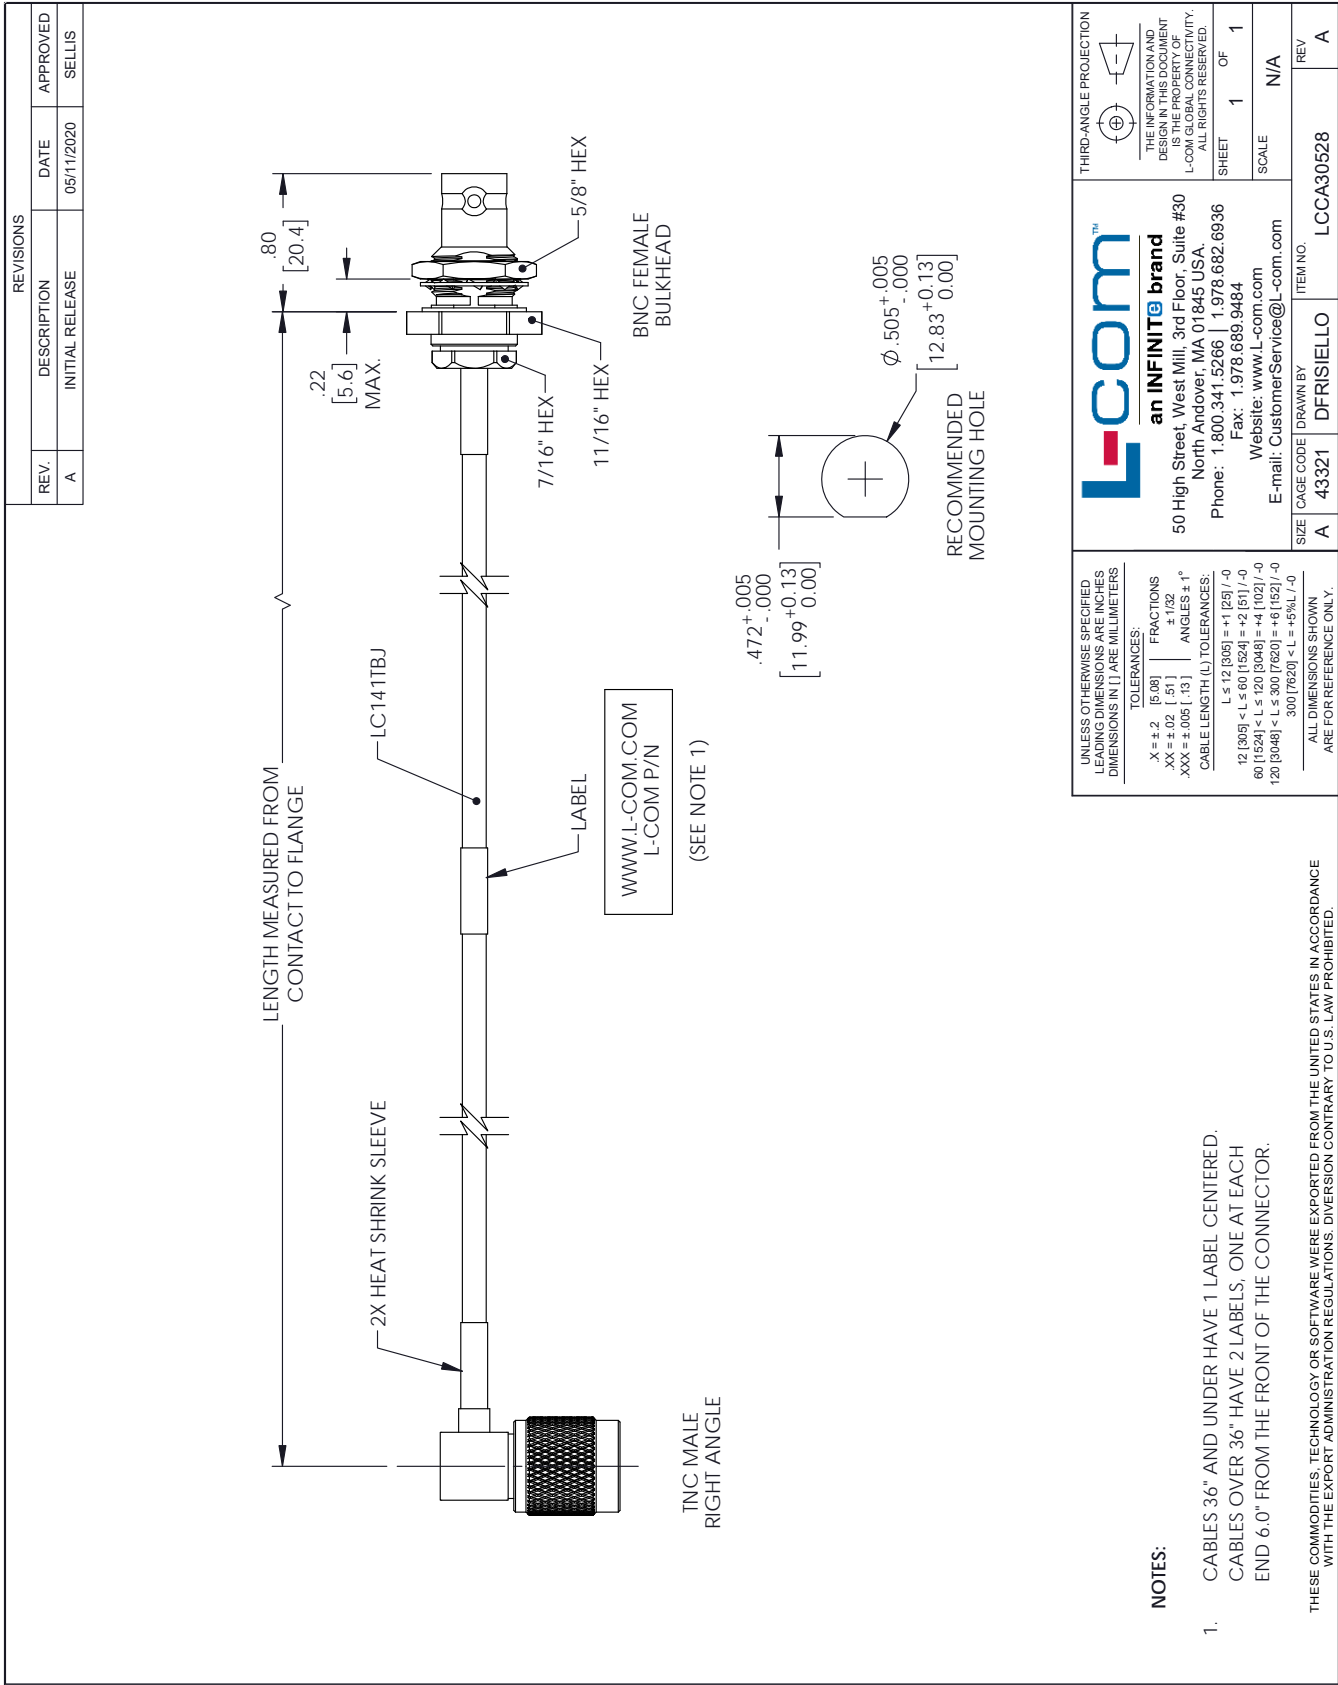 REVISIONS
REV. DESCRIPTION DATE APPROVED
A INITIAL RELEASE 05/11/2020 SELLIS
LENGTH MEASURED FROM
CONTACT TO FLANGE
.80
[20.4]
.22
[5.6]
MAX.
2X HEAT SHRINK SLEEVE
LC141TBJ
LABEL
WWW.L-COM.COM
L-COM P/N
(SEE NOTE 1)
7/16" HEX
11/16" HEX
5/8" HEX
BNC FEMALE
BULKHEAD
TNC MALE
RIGHT ANGLE
.472+.005
-.000
[11.99+0.13
0.00]
Ø.505+.005
-.000
[12.83+0.13
0.00]
RECOMMENDED
MOUNTING HOLE
NOTES:
1. CABLES 36" AND UNDER HAVE 1 LABEL CENTERED.
CABLES OVER 36" HAVE 2 LABELS, ONE AT EACH
END 6.0" FROM THE FRONT OF THE CONNECTOR.
THESE COMMODITIES, TECHNOLOGY OR SOFTWARE WERE EXPORTED FROM THE UNITED STATES IN ACCORDANCE
WITH THE EXPORT ADMINISTRATION REGULATIONS. DIVERSION CONTRARY TO U.S. LAW PROHIBITED.
UNLESS OTHERWISE SPECIFIED
LEADING DIMENSIONS ARE INCHES
DIMENSIONS IN [ ] ARE MILLIMETERS
TOLERANCES:
.X = ± .2 [5.08] FRACTIONS
.XX = ± .02 [ .51 ] ± 1/32
.XXX = ± .005 [ .13 ] ANGLES ± 1°
CABLE LENGTH (L) TOLERANCES:
L ≤ 12 [305] = +1 [25] / -0
12 [305] < L ≤ 60 [1524] = +2 [51] / -0
60 [1524] < L ≤ 120 [3048] = +4 [102] / -0
120 [3048] < L ≤ 300 [7620] = +6 [152] / -0
300 [7620] < L = +5%L / -0
ALL DIMENSIONS SHOWN
ARE FOR REFERENCE ONLY.
L-com™
an INFINITe brand
50 High Street, West Mill, 3rd Floor, Suite #30
North Andover, MA 01845 USA.
Phone: 1.800.341.5266 | 1.978.682.6936
Fax: 1.978.689.9484
Website: www.L-com.com
E-mail: CustomerService@L-com.com
THIRD-ANGLE PROJECTION
THE INFORMATION AND
DESIGN IN THIS DOCUMENT
IS THE PROPERTY OF
L-COM GLOBAL CONNECTIVITY.
ALL RIGHTS RESERVED.
SHEET 1 OF 1
SCALE N/A
SIZE A
CAGE CODE 43321
DRAWN BY DFRISIELLO
ITEM NO. LCCA30528
REV A